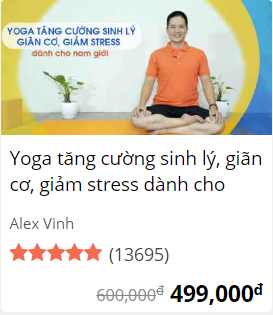 YOGA TĂNG CƯỜNG SINH LÝ
GIÃN CƠ, GIẢM STRESS
dành cho nam giới
Yoga tăng cường sinh lý, giãn
cơ, giảm stress dành cho
Alex Vinh
(13695)
600,000đ 499,000đ